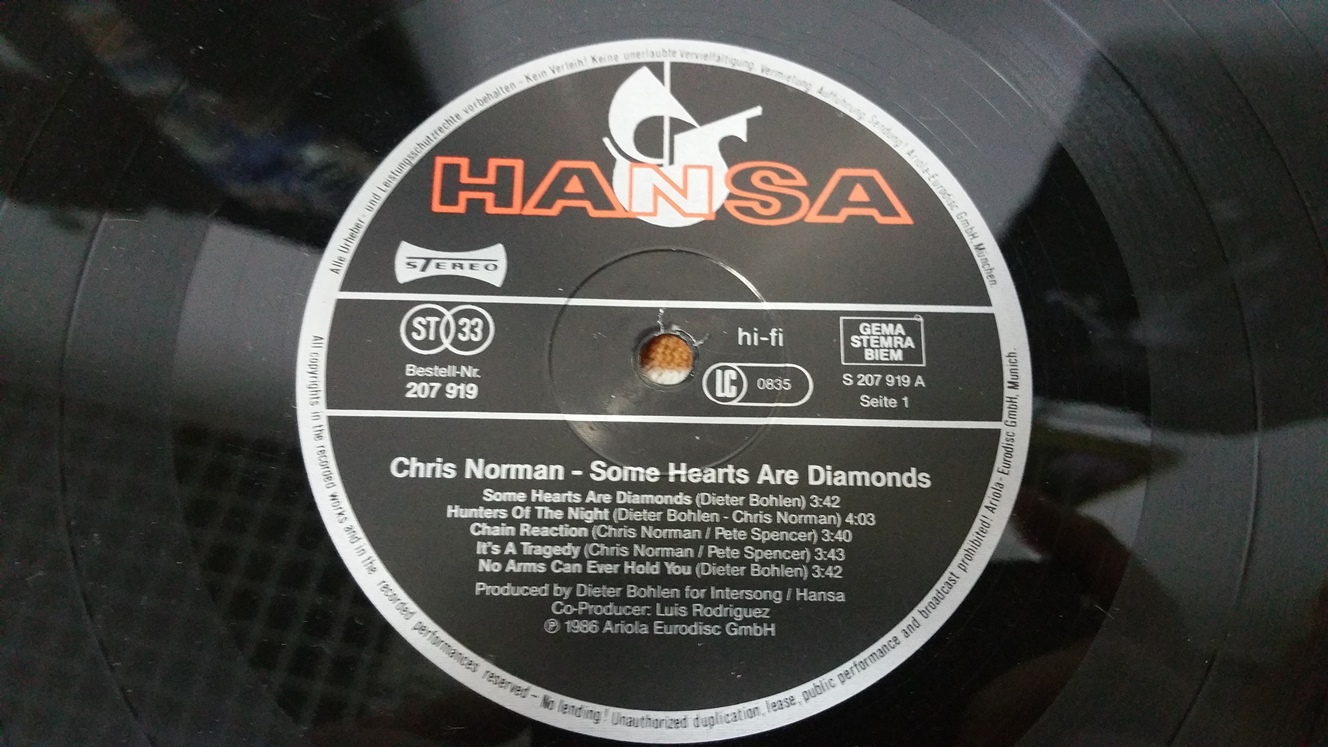 Alle Urheber- und Leistungsschutzrechte vorbehalten – Kein Verleih! Keine unerlaubte Vervielfältigung, Vermietung, Aufführung, Sendung! Ariola-Eurodisc GmbH, München.
HANSA
STEREO
ST 33
hi-fi
GEMA
STEMRA
BIEM
Bestell-Nr.
207 919
LC 0835
S 207 919 A
Seite 1
Chris Norman - Some Hearts Are Diamonds
Some Hearts Are Diamonds (Dieter Bohlen) 3:42
Hunters Of The Night (Dieter Bohlen - Chris Norman) 4:03
Chain Reaction (Chris Norman / Pete Spencer) 3:40
It's A Tragedy (Chris Norman / Pete Spencer) 3:43
No Arms Can Ever Hold You (Dieter Bohlen) 3:42
Produced by Dieter Bohlen for Intersong / Hansa
Co-Producer: Luis Rodriguez
℗ 1986 Ariola Eurodisc GmbH
All copyrights in the recorded works and in the recorded performances reserved – No lending! Unauthorized duplication, lease, public performance and broadcast prohibited! Ariola-Eurodisc GmbH, Munich.